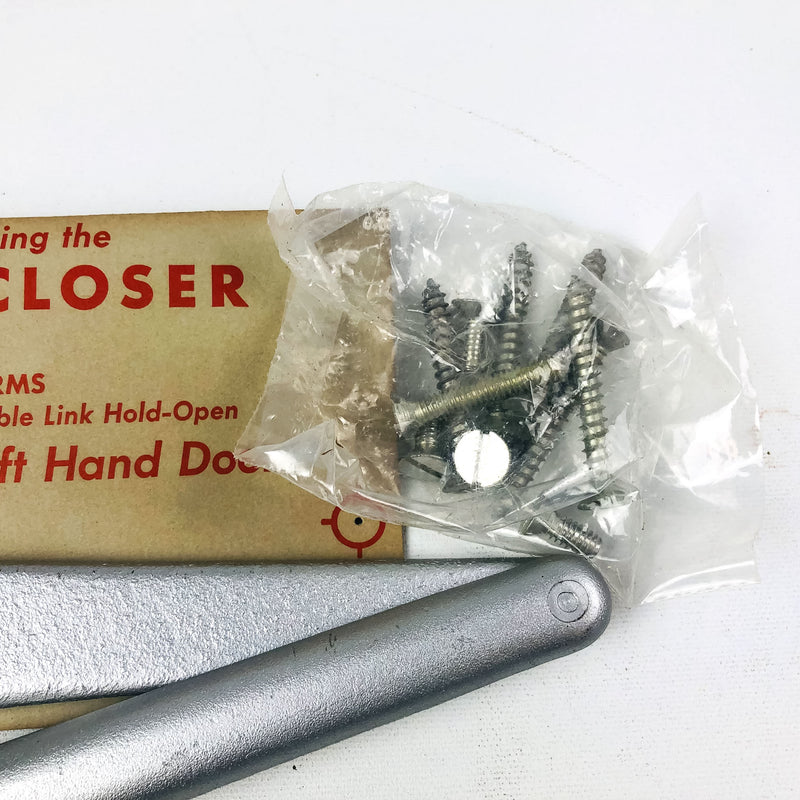 ing the
CLOSER
RMS
ble Link Hold-Open
ft Hand Doo